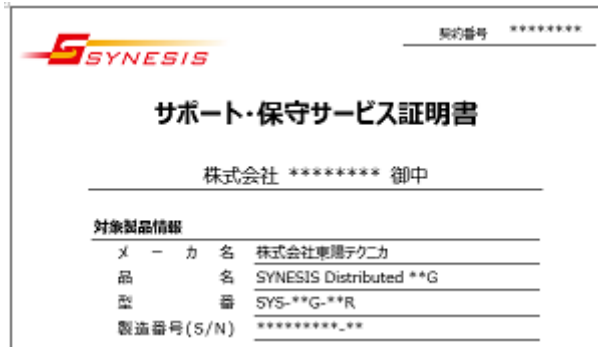 SYNESIS
契約番号 ********
サポート・保守サービス証明書
株式会社 ******** 御中
対象製品情報
メーカ名 株式会社東陽テクニカ
品名 SYNESIS Distributed **G
型番 SYS-**G-**R
製造番号(S/N) *********-**